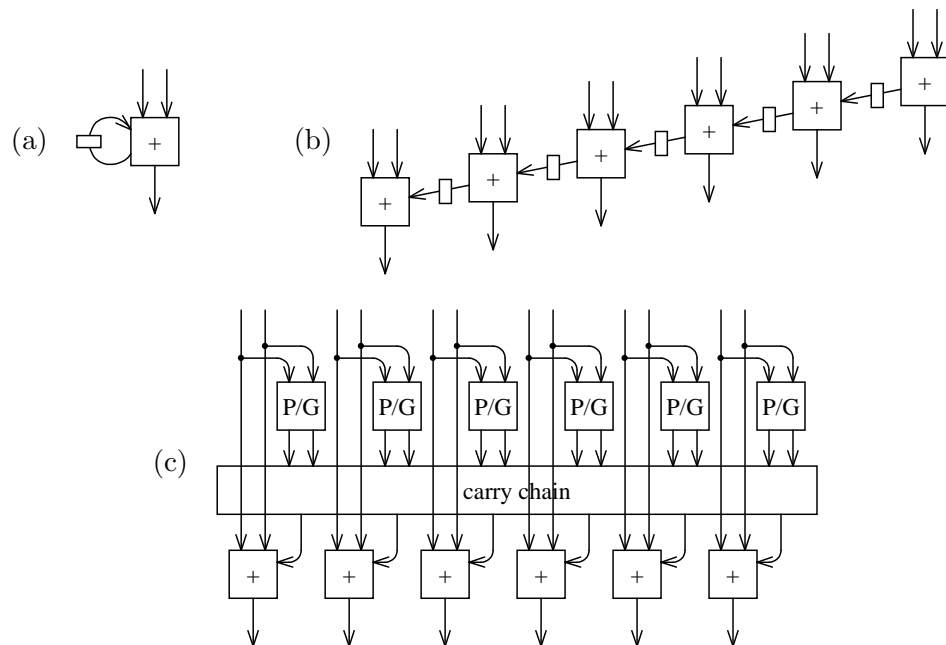 (a)
+
(b)
+ + + + + +
(c)
P/G P/G P/G P/G P/G P/G
carry chain
+ + + + + +